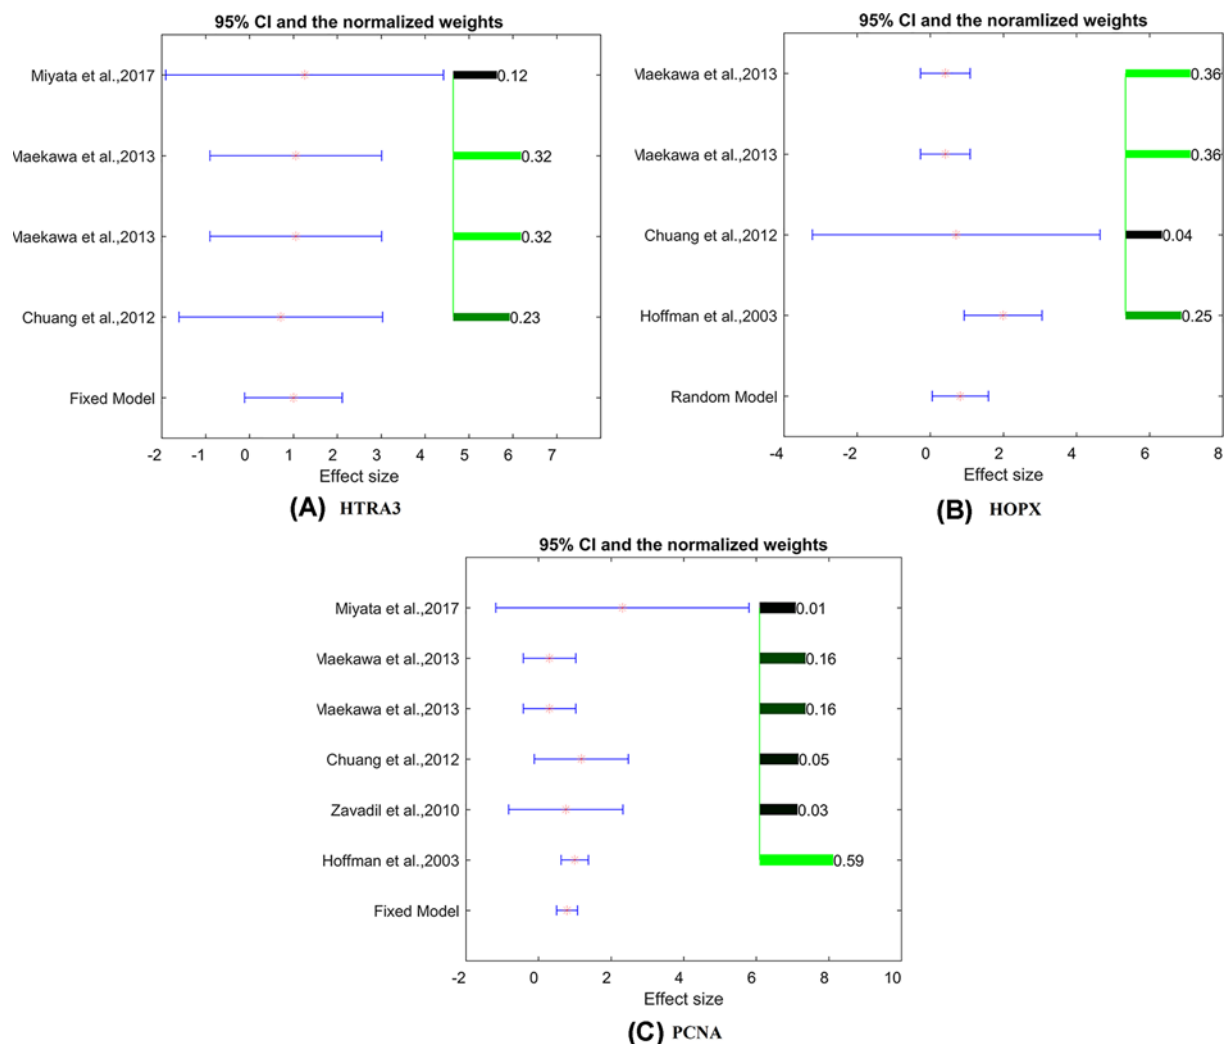 95% CI and the normalized weights
Miyata et al.,2017
0.12
Maekawa et al.,2013
0.32
Maekawa et al.,2013
0.32
Chuang et al.,2012
0.23
Fixed Model
-2 -1 0 1 2 3 4 5 6 7
Effect size
(A) HTRA3
95% CI and the noramlized weights
Maekawa et al.,2013
0.36
Maekawa et al.,2013
0.36
Chuang et al.,2012
0.04
Hoffman et al.,2003
0.25
Random Model
-4 -2 0 2 4 6 8
Effect size
(B) HOPX
95% CI and the normalized weights
Miyata et al.,2017
0.01
Maekawa et al.,2013
0.16
Maekawa et al.,2013
0.16
Chuang et al.,2012
0.05
Zavadil et al.,2010
0.03
Hoffman et al.,2003
0.59
Fixed Model
-2 0 2 4 6 8 10
Effect size
(C) PCNA